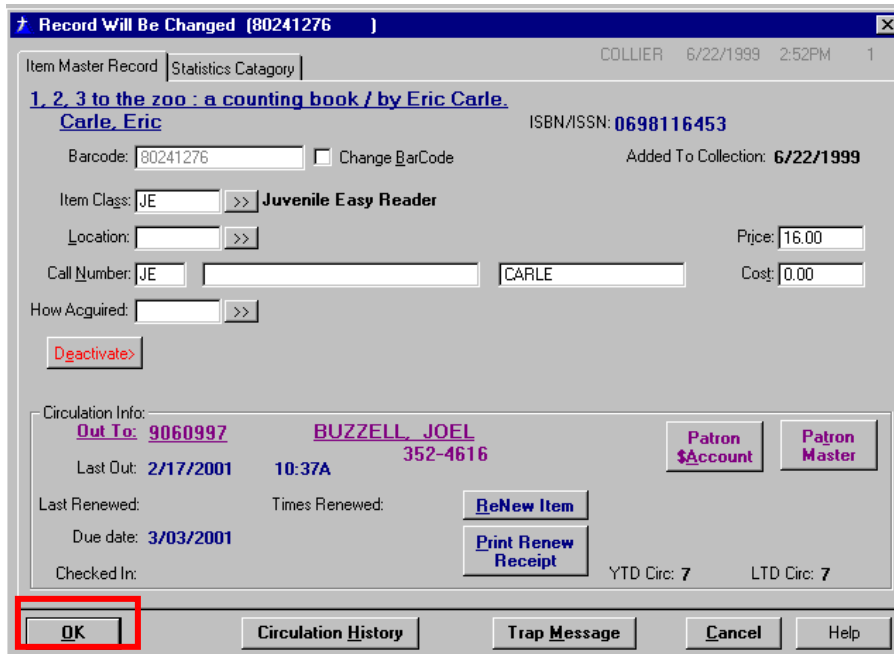 Record Will Be Changed (80241276 )
COLLIER 6/22/1999 2:52PM 1
Item Master Record Statistics Catagory
1, 2, 3 to the zoo : a counting book / by Eric Carle.
Carle, Eric ISBN/ISSN: 0698116453
Barcode: 80241276 Change BarCode Added To Collection: 6/22/1999
Item Class: JE >> Juvenile Easy Reader
Location: >> Price: 16.00
Call Number: JE CARLE Cost: 0.00
How Acquired: >>
Deactivate>
Circulation Info:
Out To: 9060997 BUZZELL, JOEL
352-4616
Patron $Account
Patron Master
Last Out: 2/17/2001 10:37A
Last Renewed: Times Renewed: ReNew Item
Due date: 3/03/2001 Print Renew Receipt
Checked In: YTD Circ: 7 LTD Circ: 7
OK Circulation History Trap Message Cancel Help